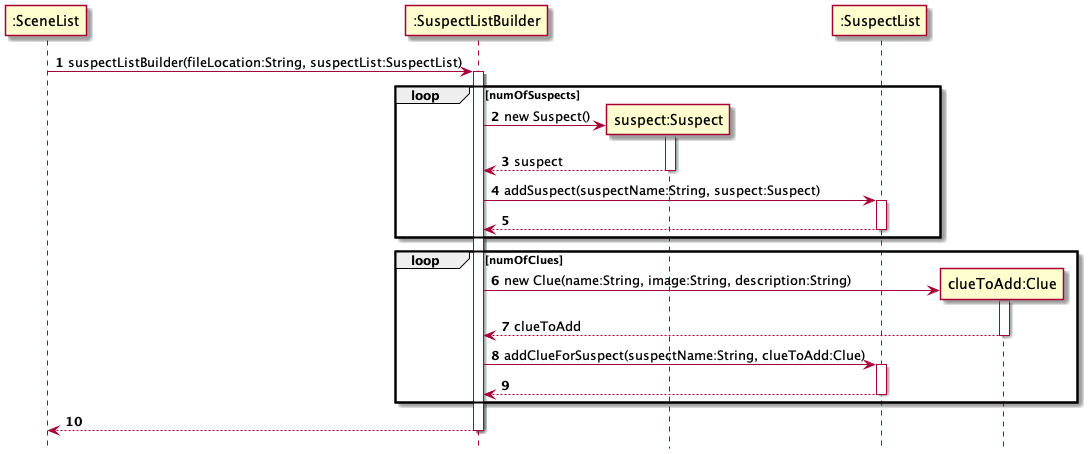 :SceneList
:SuspectListBuilder
:SuspectList
1 suspectListBuilder(fileLocation:String, suspectList:SuspectList)
loop [numOfSuspects]
2 new Suspect()
suspect:Suspect
3 suspect
4 addSuspect(suspectName:String, suspect:Suspect)
5
loop [numOfClues]
6 new Clue(name:String, image:String, description:String)
clueToAdd:Clue
7 clueToAdd
8 addClueForSuspect(suspectName:String, clueToAdd:Clue)
9
10